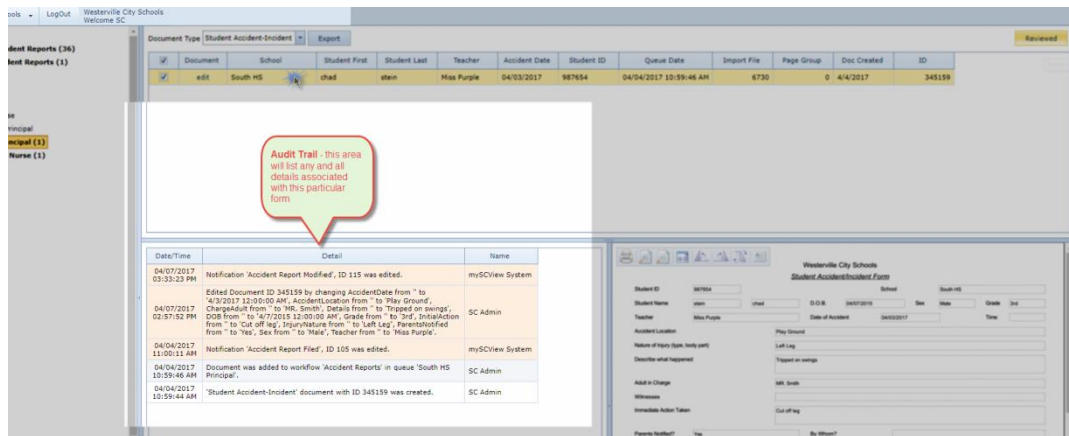 ools LogOut Westerville City Schools
Welcome SC
dent Reports (36)
dent Reports (1)
se
rincipal
ncipal (1)
Nurse (1)
Document Type Student Accident-Incident Export Reviewed
Document School Student First Student Last Teacher Accident Date Student ID Queue Date Import File Page Group Doc Created ID
edit South HS chad stein Miss Purple 04/03/2017 987654 04/04/2017 10:59:46 AM 6730 0 4/4/2017 345159
Audit Trail - this area
will list any and all
details associated
with this particular
form
Date/Time Detail Name
04/07/2017
03:33:23 PM
Notification 'Accident Report Modified', ID 115 was edited.
mySCView System
04/07/2017
02:57:52 PM
Edited Document ID 345159 by changing AccidentDate from '' to
'4/3/2017 12:00:00 AM', AccidentLocation from '' to 'Play Ground',
ChargeAdult from '' to 'MR. Smith', Details from '' to 'Tripped on swings',
DOB from '' to '4/7/2015 12:00:00 AM', Grade from '' to '3rd', InitialAction
from '' to 'Cut off leg', InjuryNature from '' to 'Left Leg', ParentsNotified
from '' to 'Yes', Sex from '' to 'Male', Teacher from '' to 'Miss Purple'.
SC Admin
04/04/2017
11:00:11 AM
Notification 'Accident Report Filed', ID 105 was edited.
mySCView System
04/04/2017
10:59:46 AM
Document was added to workflow 'Accident Reports' in queue 'South HS
Principal'.
SC Admin
04/04/2017
10:59:44 AM
'Student Accident-Incident' document with ID 345159 was created.
SC Admin
Westerville City Schools
Student Accident/Incident Form
Student ID 987654 School South HS
Student Name stein chad D.O.B. 04/07/2015 Sex Male Grade 3rd
Teacher Miss Purple Date of Accident 04/03/2017 Time
Accident Location Play Ground
Nature of Injury (type, body part) Left Leg
Describe what happened Tripped on swings
Adult in Charge MR. Smith
Witnesses
Immediate Action Taken Cut off leg
Parents Notified? Yes By Whom?